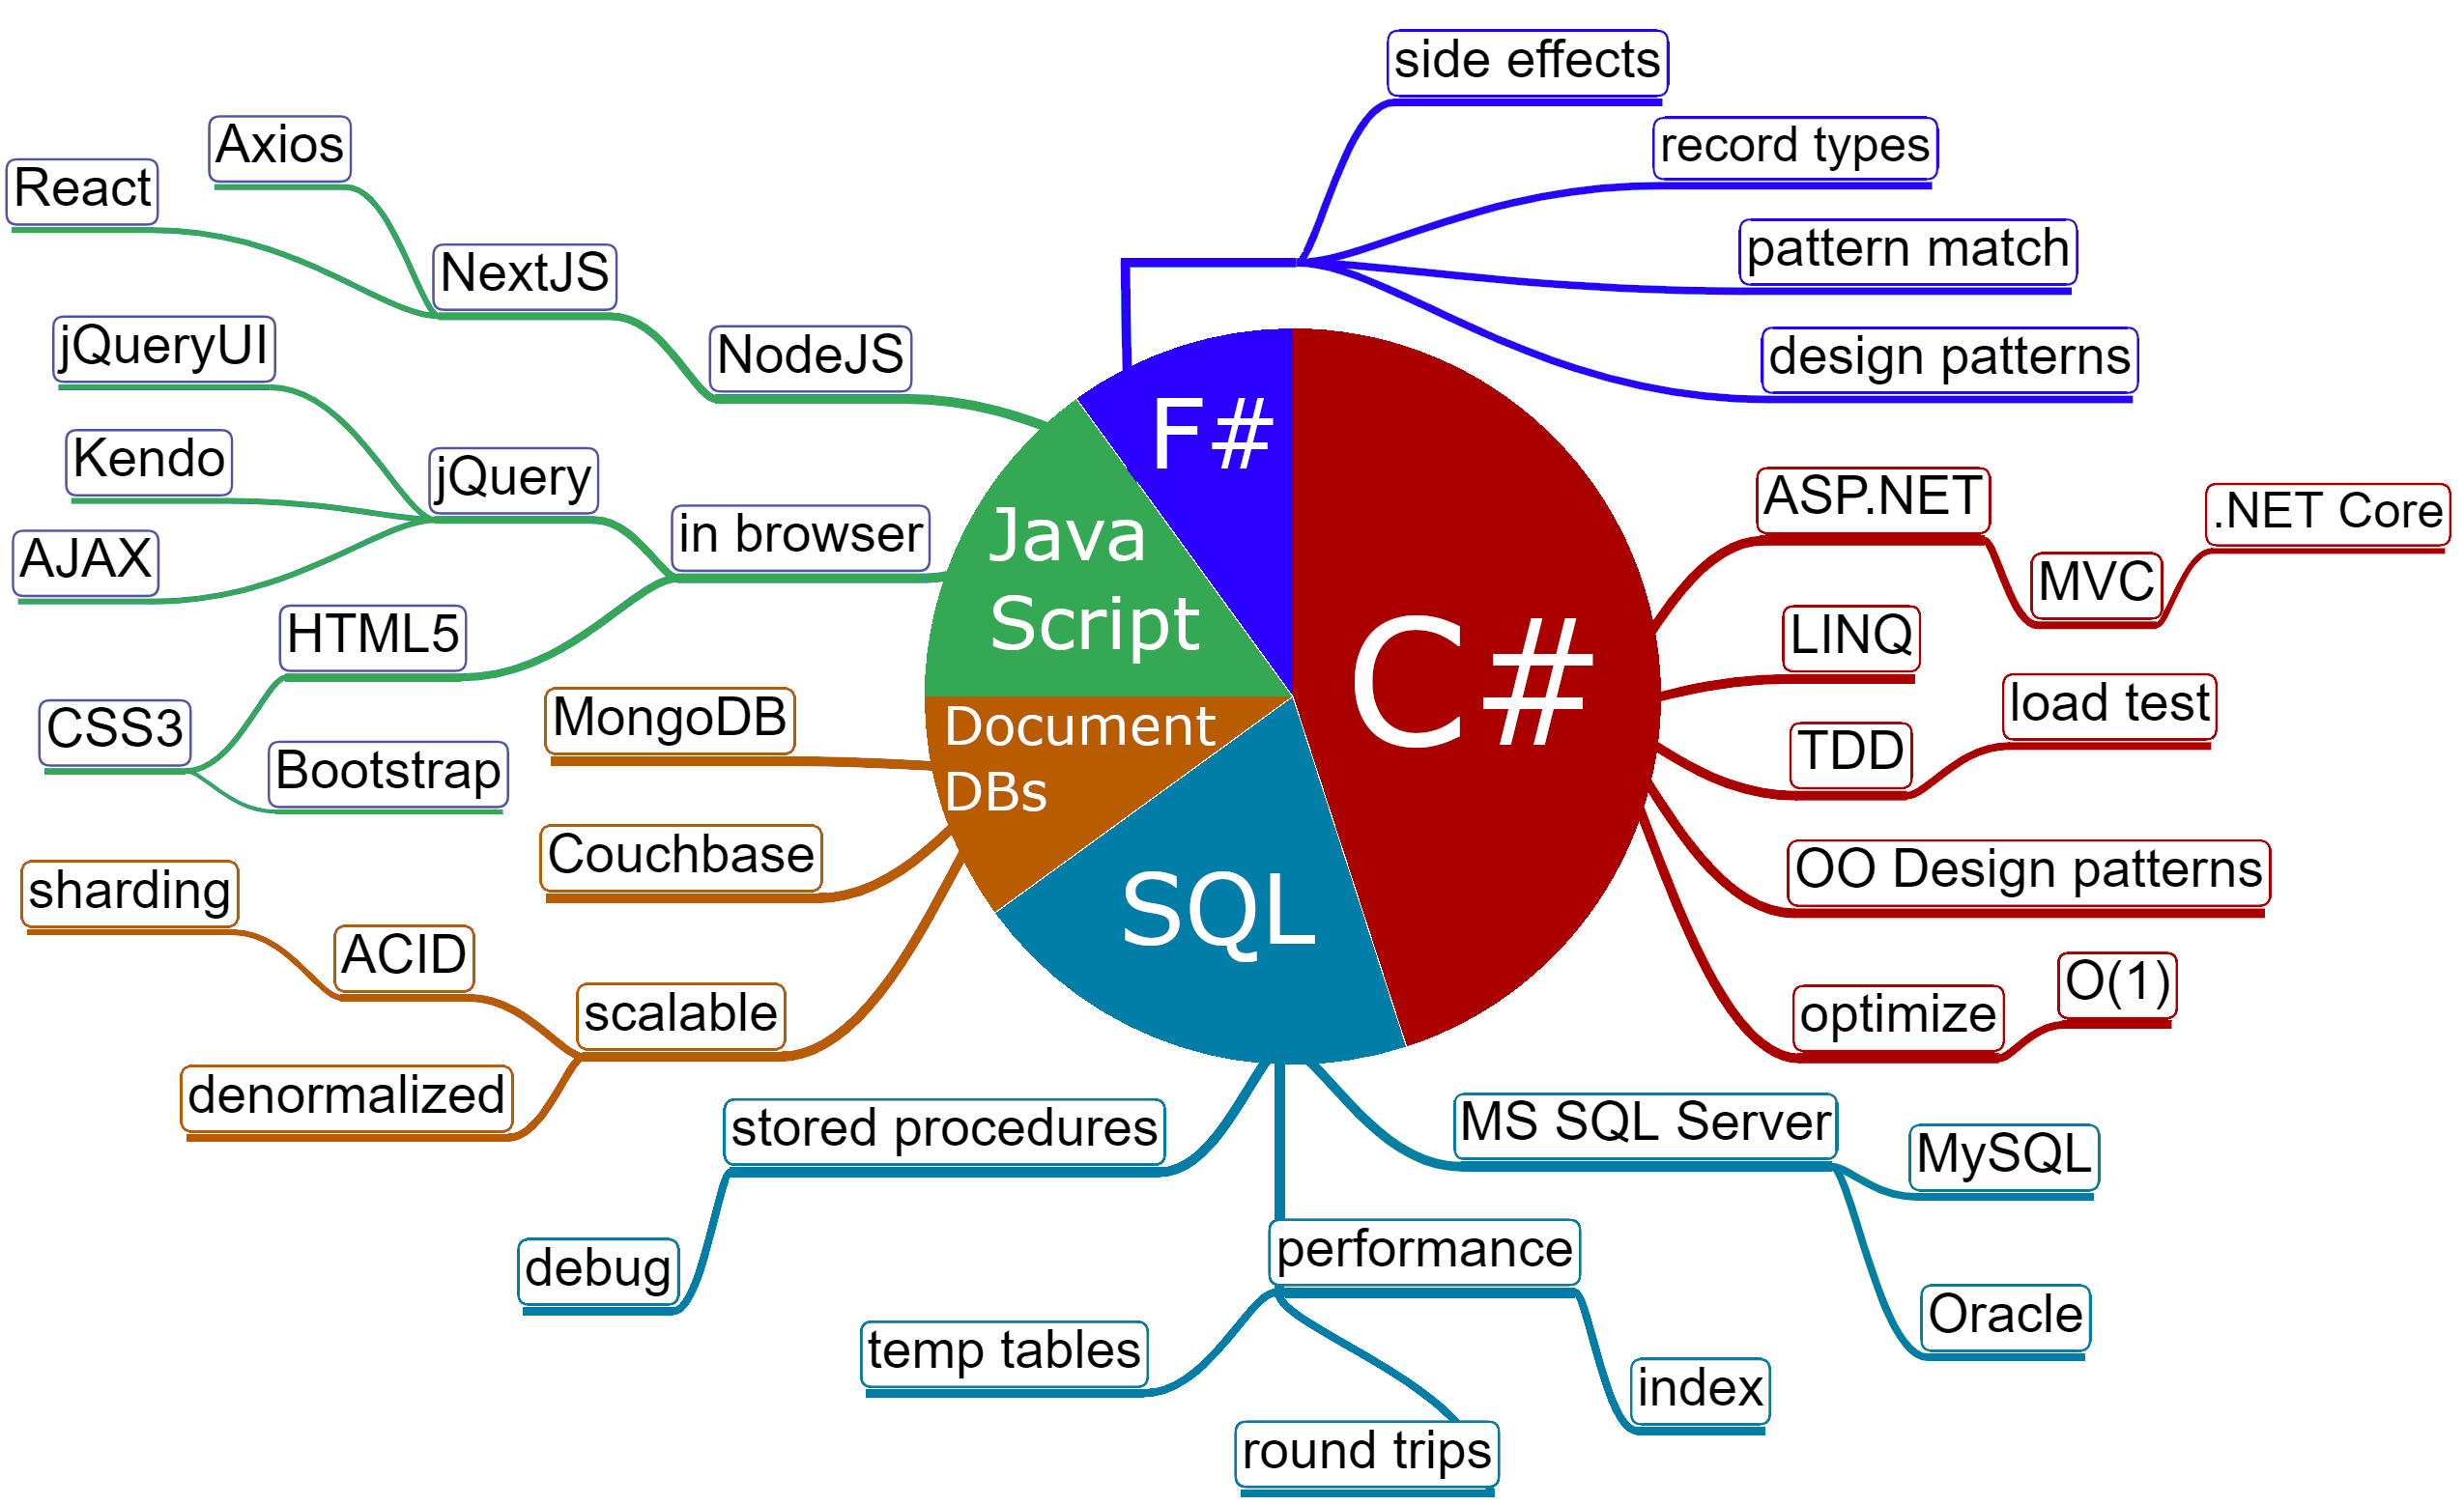 side effects
record types
pattern match
design patterns
F#
C#
ASP.NET
MVC
.NET Core
LINQ
TDD
load test
OO Design patterns
optimize
O(1)
SQL
MS SQL Server
MySQL
Oracle
performance
index
round trips
temp tables
stored procedures
debug
Document
DBs
MongoDB
Couchbase
scalable
ACID
sharding
denormalized
Java
Script
NodeJS
NextJS
Axios
React
in browser
jQuery
jQueryUI
Kendo
AJAX
HTML5
CSS3
Bootstrap